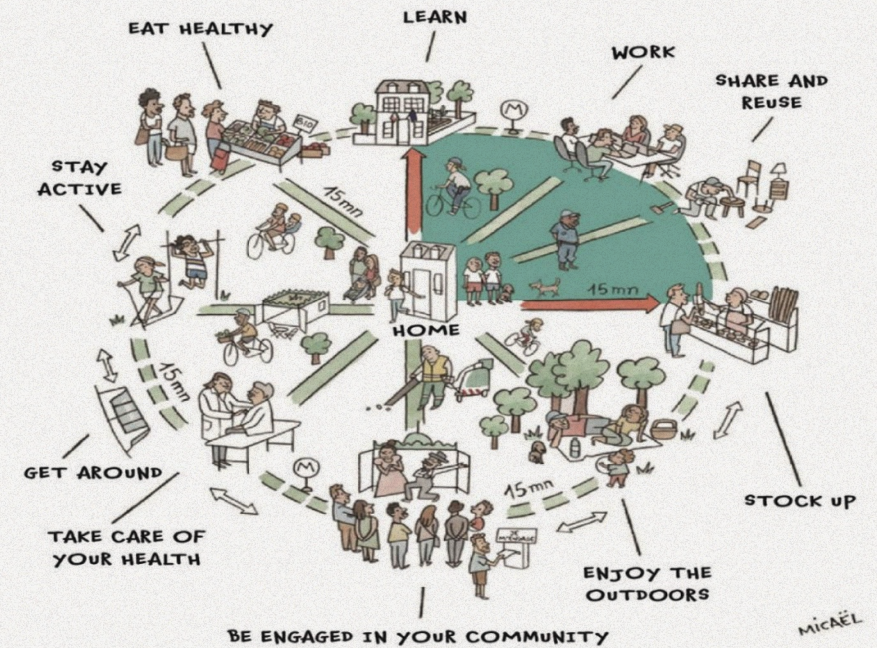 LEARN
EAT HEALTHY
WORK
SHARE AND
REUSE
M
BIO
STAY
ACTIVE
15mn
15mn
HOME
15mn
GET AROUND
M
15mn
STOCK UP
TAKE CARE OF
YOUR HEALTH
ENJOY THE
OUTDOORS
BE ENGAGED IN YOUR COMMUNITY
MICAËL